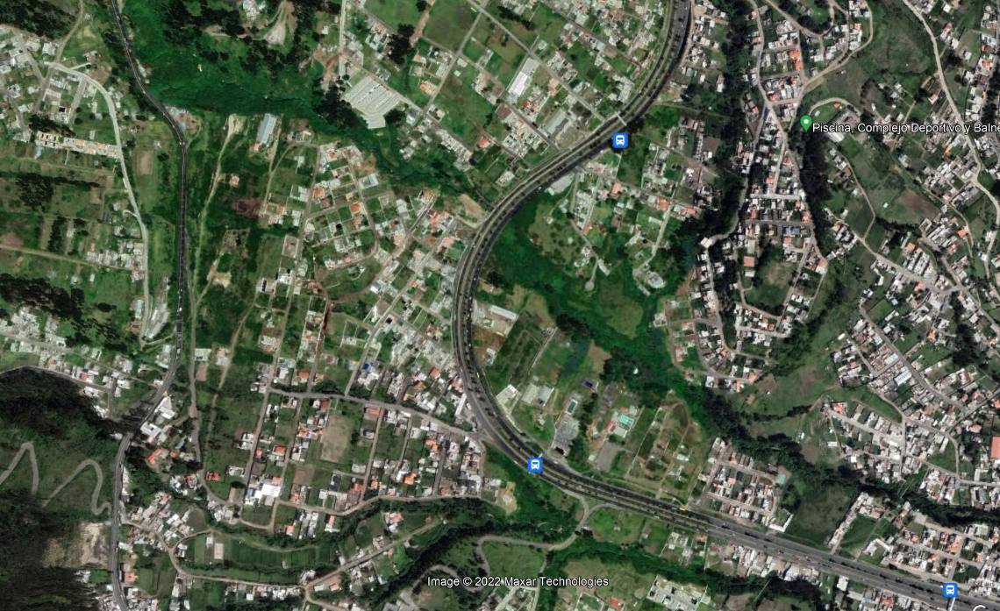 Piscina, Complejo Deportivo y Balne
Image © 2022 Maxar Technologies